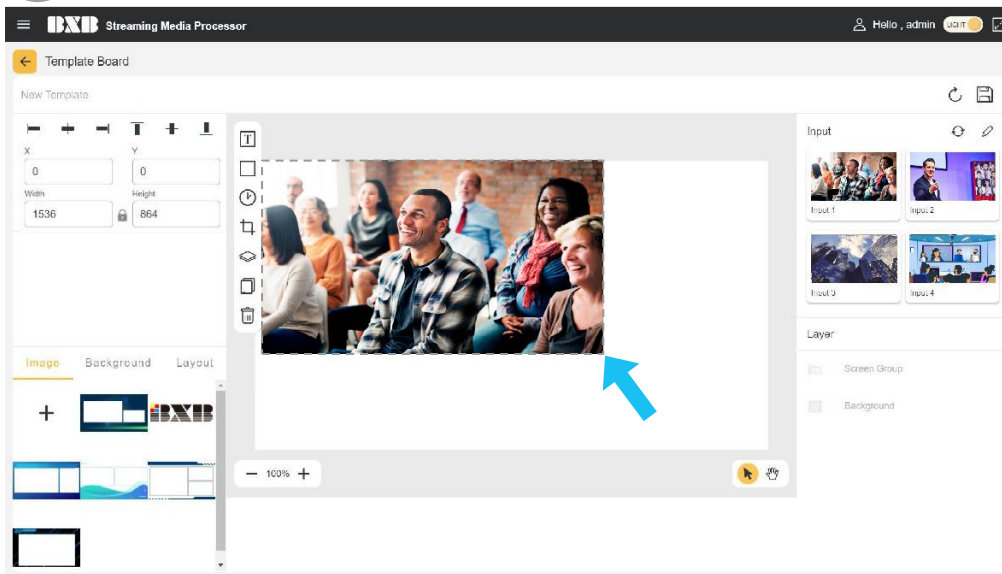 BXB Streaming Media Processor
Hello , admin LIGHT
Template Board
New Template
X Y
0 0
Width Height
1536 864
T
Input
Input 1 Input 2
Input 3 Input 4
Layer
Screen Group
Background
Image Background Layout
BXB
100%